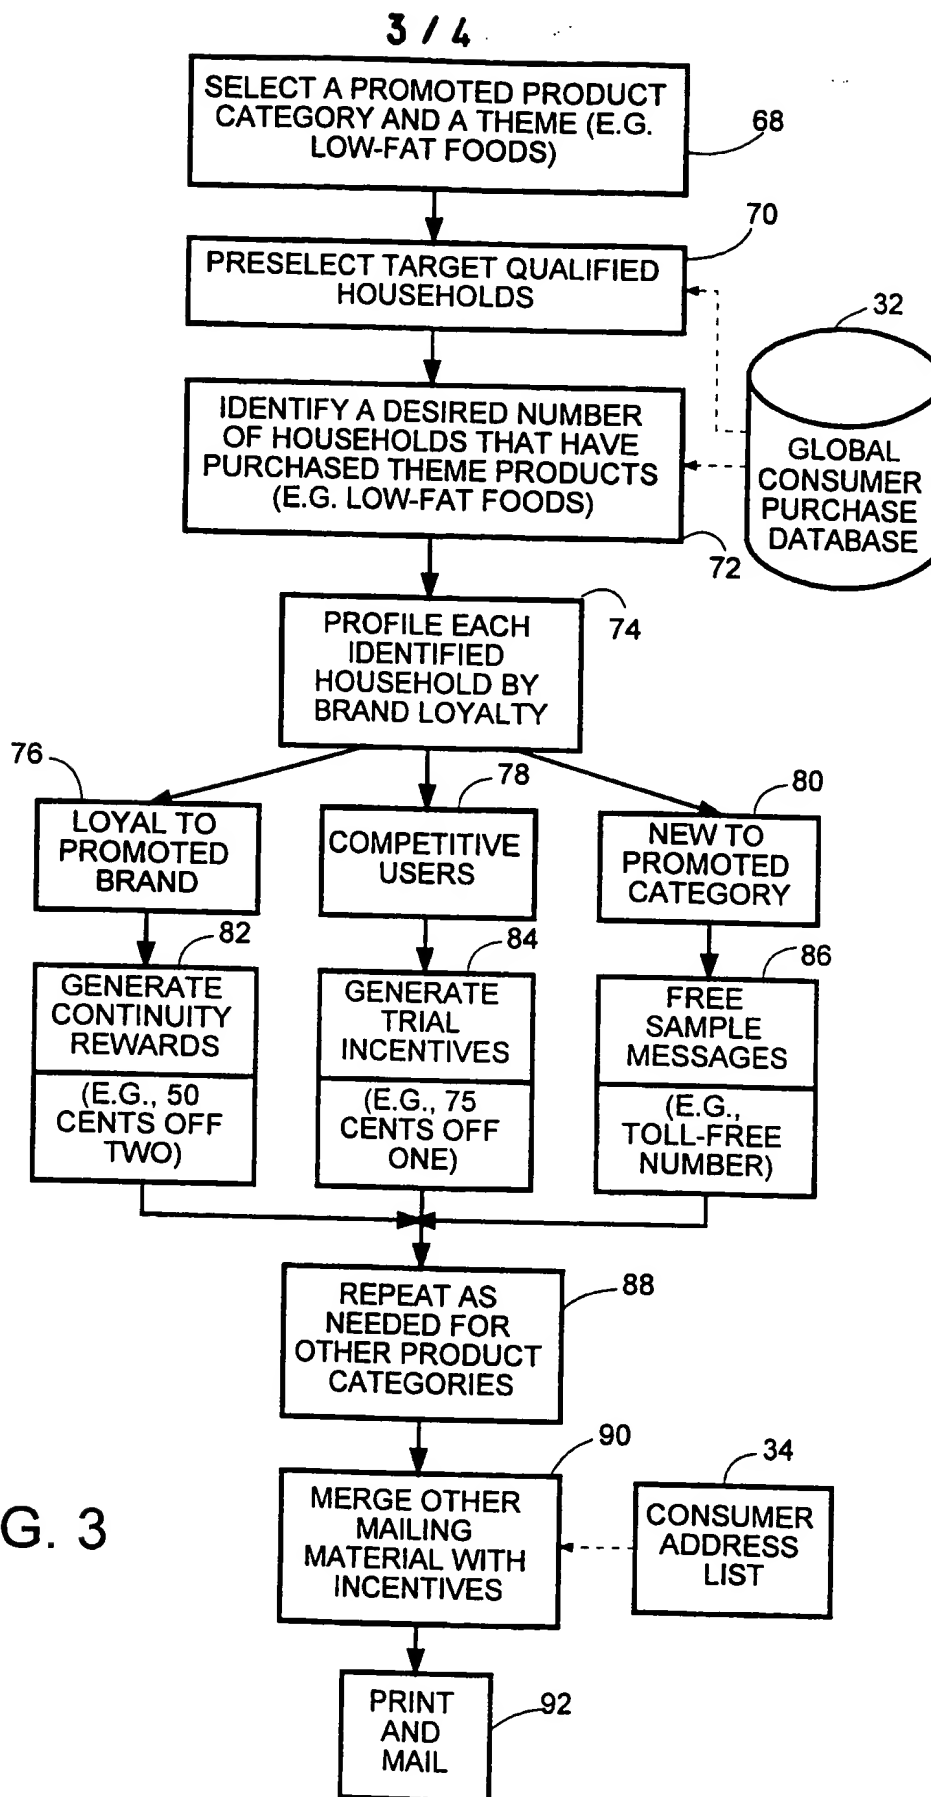 3 / 4
SELECT A PROMOTED PRODUCT
CATEGORY AND A THEME (E.G.
LOW-FAT FOODS)
68
70
PRESELECT TARGET QUALIFIED
HOUSEHOLDS
32
IDENTIFY A DESIRED NUMBER
OF HOUSEHOLDS THAT HAVE
PURCHASED THEME PRODUCTS
(E.G. LOW-FAT FOODS)
GLOBAL
CONSUMER
PURCHASE
DATABASE
72
74
PROFILE EACH
IDENTIFIED
HOUSEHOLD BY
BRAND LOYALTY
76
LOYAL TO
PROMOTED
BRAND
78
COMPETITIVE
USERS
80
NEW TO
PROMOTED
CATEGORY
82
GENERATE
CONTINUITY
REWARDS
(E.G., 50
CENTS OFF
TWO)
84
GENERATE
TRIAL
INCENTIVES
(E.G., 75
CENTS OFF
ONE)
86
FREE
SAMPLE
MESSAGES
(E.G.,
TOLL-FREE
NUMBER)
REPEAT AS
NEEDED FOR
OTHER PRODUCT
CATEGORIES
88
90
MERGE OTHER
MAILING
MATERIAL WITH
INCENTIVES
34
CONSUMER
ADDRESS
LIST
G. 3
PRINT
AND
MAIL
92